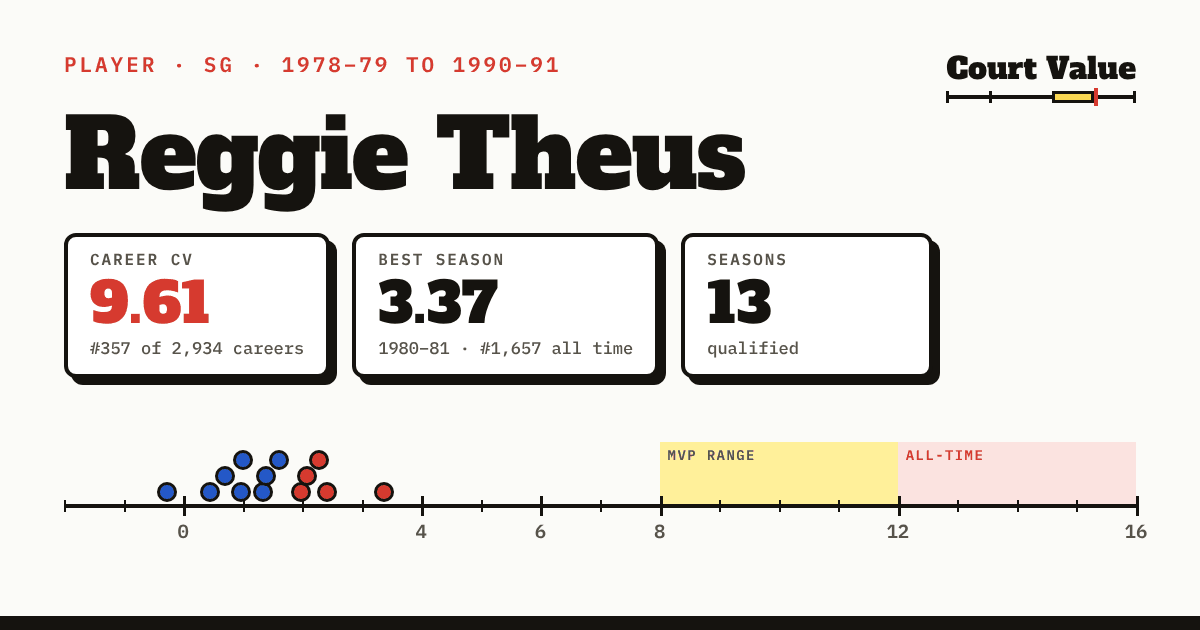 PLAYER · SG · 1978–79 TO 1990–91
Court Value
Reggie Theus
CAREER CV
9.61
#357 of 2,934 careers
BEST SEASON
3.37
1980–81 · #1,657 all time
SEASONS
13
qualified
MVP RANGE
ALL-TIME
0 4 6 8 12 16